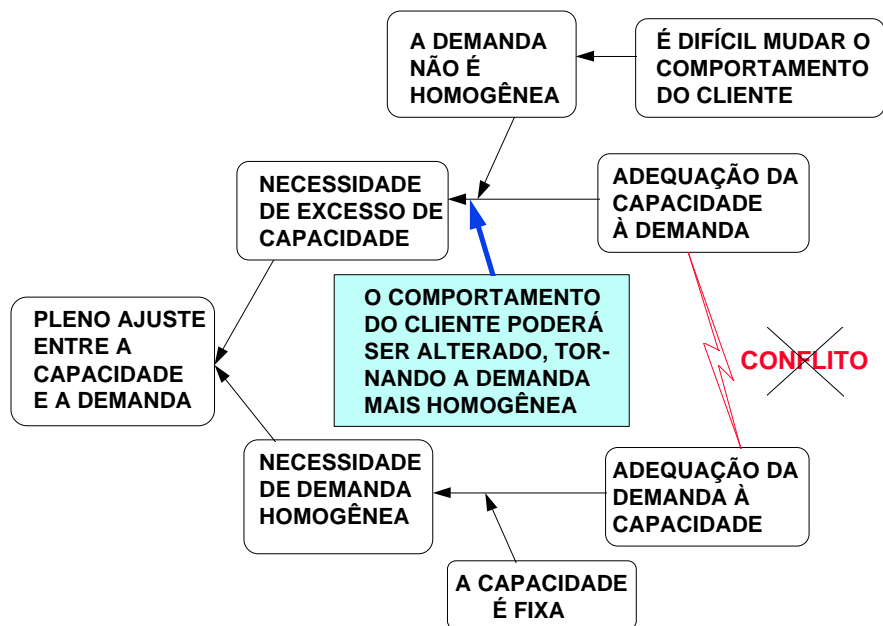 A DEMANDA
NÃO É
HOMOGÊNEA
É DIFÍCIL MUDAR O
COMPORTAMENTO
DO CLIENTE
NECESSIDADE
DE EXCESSO DE
CAPACIDADE
ADEQUAÇÃO DA
CAPACIDADE
À DEMANDA
O COMPORTAMENTO
DO CLIENTE PODERÁ
SER ALTERADO, TOR-
NANDO A DEMANDA
MAIS HOMOGÊNEA
PLENO AJUSTE
ENTRE A
CAPACIDADE
E A DEMANDA
CONFLITO
NECESSIDADE
DE DEMANDA
HOMOGÊNEA
ADEQUAÇÃO DA
DEMANDA À
CAPACIDADE
A CAPACIDADE
É FIXA